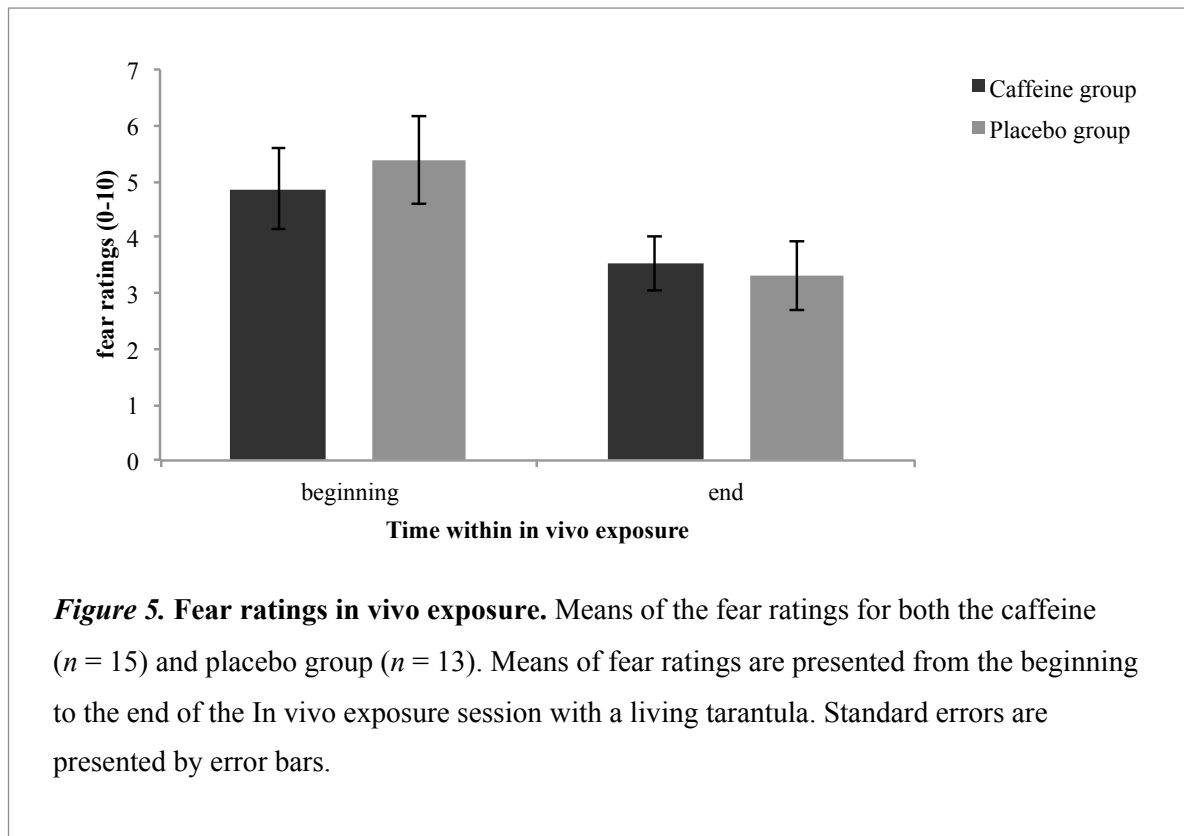 7
6
5
4
3
2
1
0
fear ratings (0-10)
Caffeine group
Placebo group
beginning
end
Time within in vivo exposure
Figure 5. Fear ratings in vivo exposure. Means of the fear ratings for both the caffeine
(n = 15) and placebo group (n = 13). Means of fear ratings are presented from the beginning
to the end of the In vivo exposure session with a living tarantula. Standard errors are
presented by error bars.